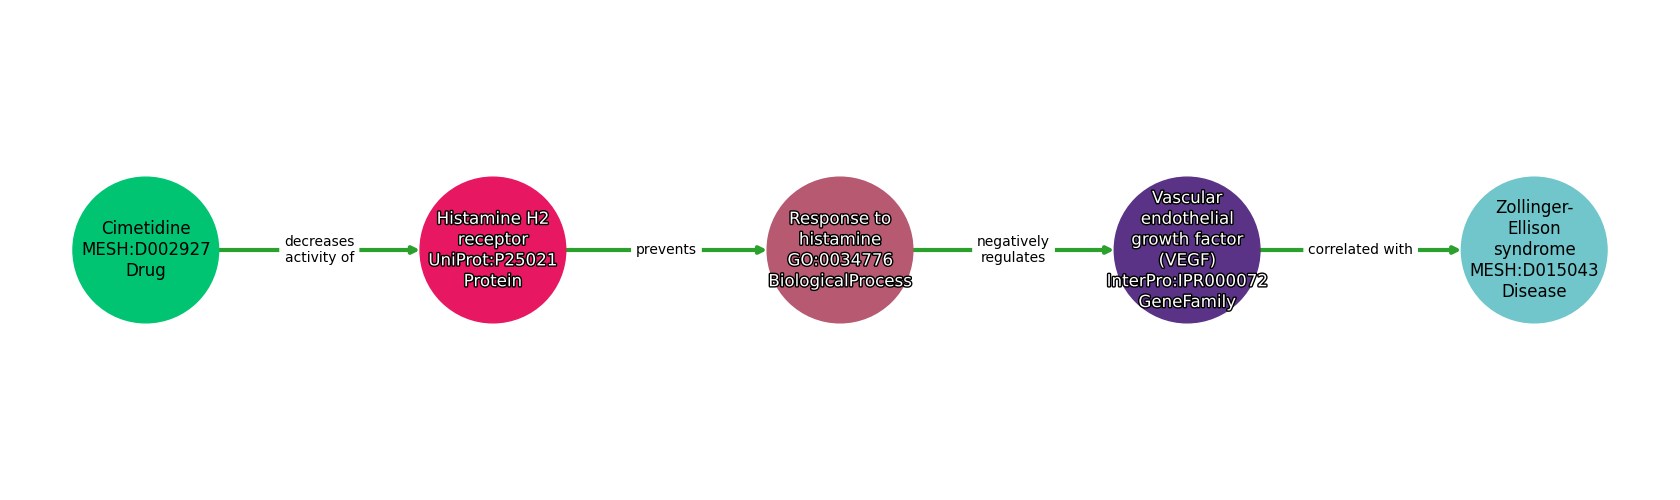 Cimetidine
MESH:D002927
Drug
decreases
activity of
Histamine H2
receptor
UniProt:P25021
Protein
prevents
Response to
histamine
GO:0034776
BiologicalProcess
negatively
regulates
Vascular
endothelial
growth factor
(VEGF)
InterPro:IPR000072
GeneFamily
correlated with
Zollinger-
Ellison
syndrome
MESH:D015043
Disease